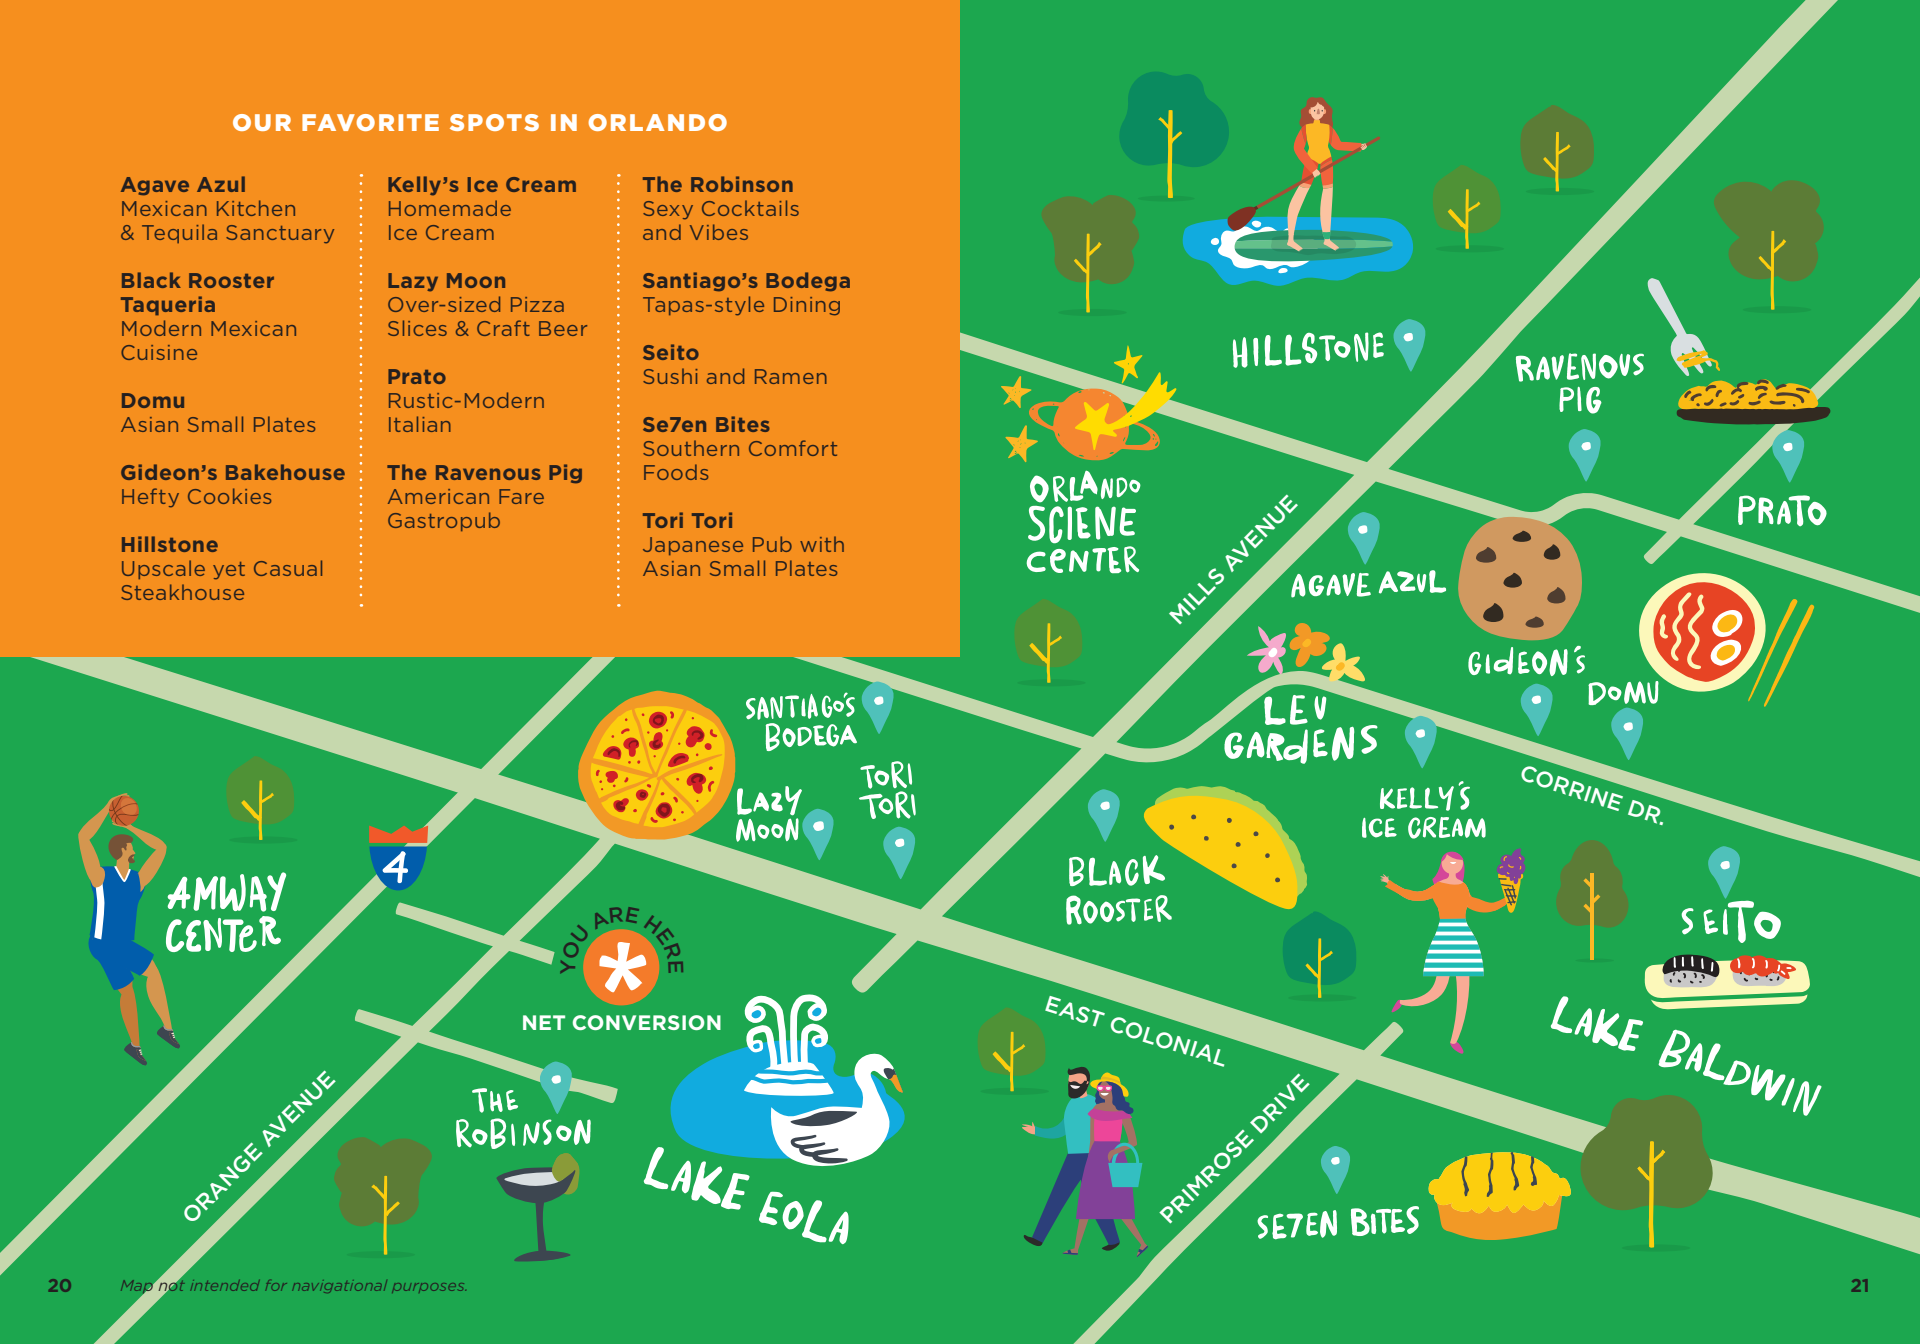 OUR FAVORITE SPOTS IN ORLANDO
Agave Azul
Mexican Kitchen
& Tequila Sanctuary
Black Rooster
Taqueria
Modern Mexican
Cuisine
Domu
Asian Small Plates
Gideon's Bakehouse
Hefty Cookies
Hillstone
Upscale yet Casual
Steakhouse
Kelly's Ice Cream
Homemade
Ice Cream
Lazy Moon
Over-sized Pizza
Slices & Craft Beer
Prato
Rustic-Modern
Italian
The Ravenous Pig
American Fare
Gastropub
The Robinson
Sexy Cocktails
and Vibes
Santiago's Bodega
Tapas-style Dining
Seito
Sushi and Ramen
Se7en Bites
Southern Comfort
Foods
Tori Tori
Japanese Pub with
Asian Small Plates
HILLSTONE
RAVENOUS
PIG
PRATO
ORLANDO
SCIENE
CENTER
MILLS AVENUE
AGAVE AZUL
GIDEON'S
DOMU
LEU
GARDENS
SANTIAGO'S
BODEGA
TORI
TORI
LAZY
MOON
KELLY'S
ICE CREAM
CORRINE DR.
BLACK
ROOSTER
4
AMWAY
CENTER
SEITO
YOU ARE HERE
NET CONVERSION
EAST COLONIAL
LAKE BALDWIN
THE
ROBINSON
ORANGE AVENUE
LAKE EOLA
PRIMROSE DRIVE
SE7EN BITES
20
Map not intended for navigational purposes.
21